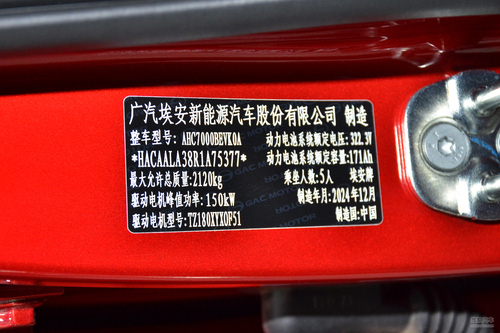 广汽埃安新能源汽车股份有限公司 制造
整车型号: AHC7000BEVK0A 动力电池系统额定电压: 322.3V
*HACAALA38R1A75377* 动力电池系统额定容量: 171Ah
最大允许总质量: 2120kg 乘坐人数: 5人 埃安牌
驱动电机峰值功率: 150kW 制造年月: 2024年12月
驱动电机型号: TZ180XYX0F51 制造国: 中国
GAC MOTOR